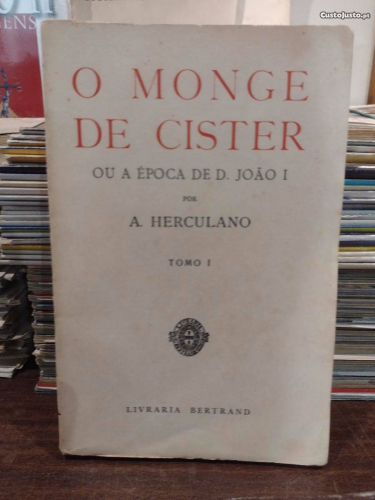 CustoJusto.pt
O MONGE
DE CISTER
OU A ÉPOCA DE D. JOÃO I
POR
A. HERCULANO
TOMO I
LIVRARIA BERTRAND